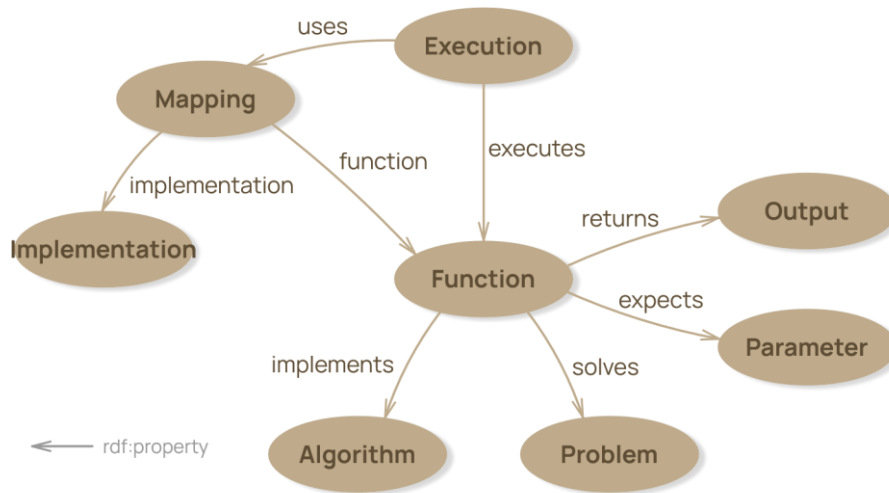 uses
Execution
Mapping
executes
function
implementation
Output
returns
Implementation
Function
expects
Parameter
implements
solves
rdf:property
Algorithm
Problem